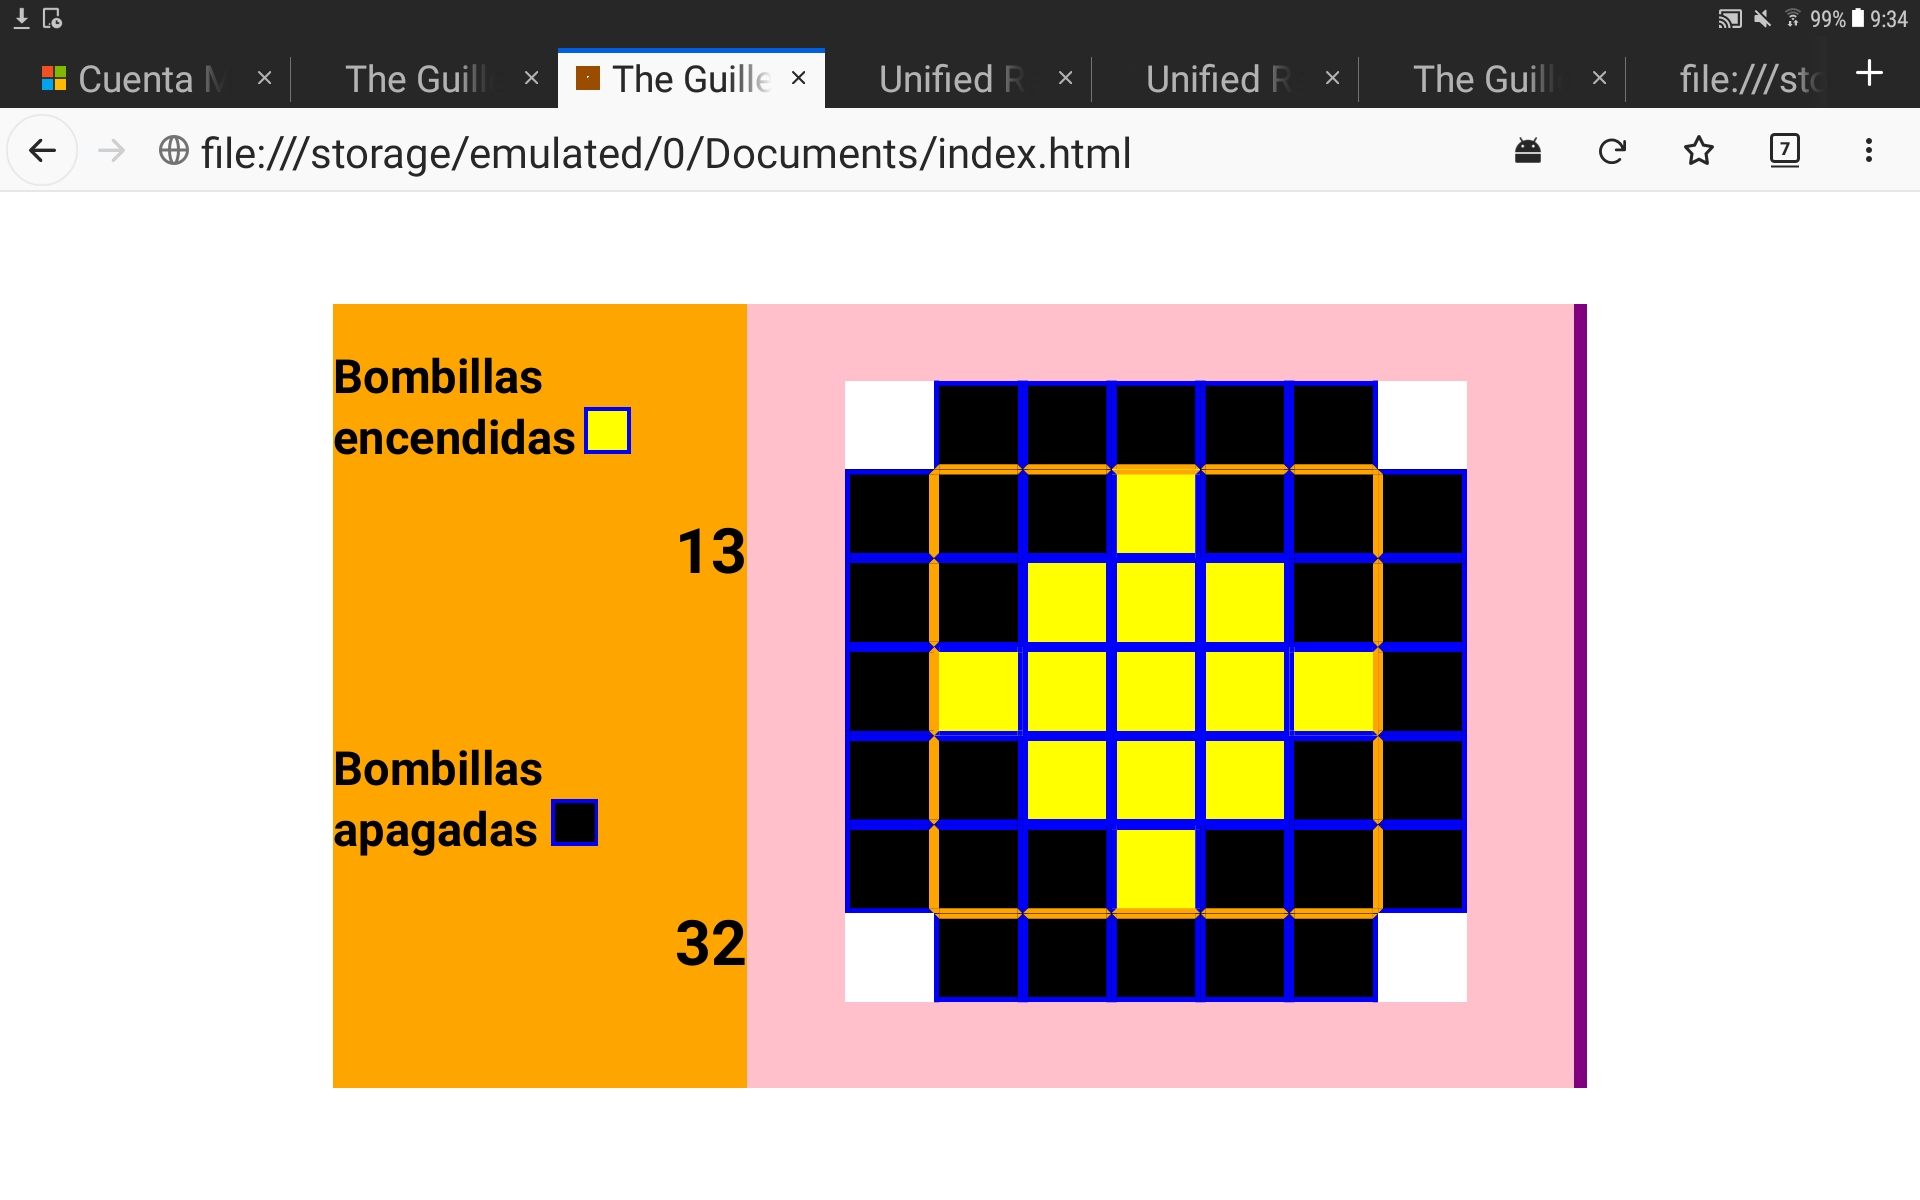 99% 9:34
Cuenta M The Guille The Guille Unified R Unified R The Guill file:///sto
file:///storage/emulated/0/Documents/index.html 7
Bombillas
encendidas
13
Bombillas
apagadas
32